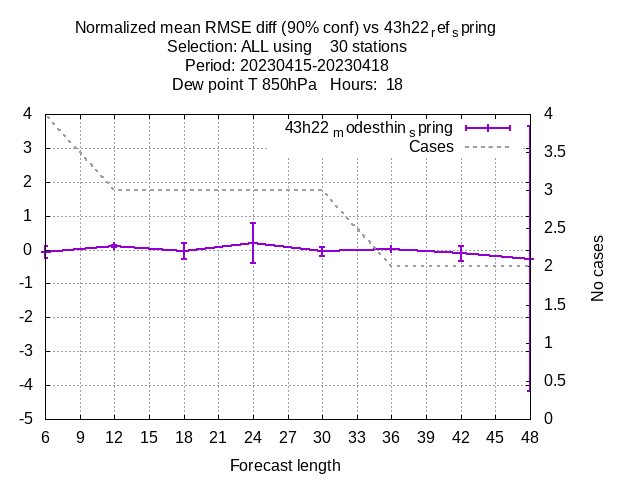 Normalized mean RMSE diff (90% conf) vs 43h22_ref_spring
Selection: ALL using    30 stations
Period: 20230415-20230418
Dew point T 850hPa   Hours:  18
43h22_modesthin_spring
Cases
4
3
2
1
0
-1
-2
-3
-4
-5
4
3.5
3
2.5
2
1.5
1
0.5
0
No cases
6 9 12 15 18 21 24 27 30 33 36 39 42 45 48
Forecast length